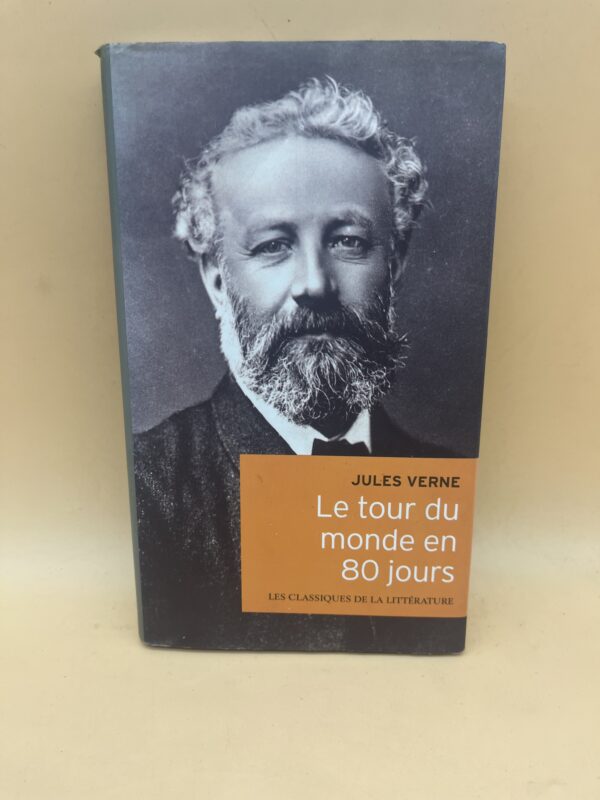 JULES VERNE
Le tour du
monde en
80 jours
LES CLASSIQUES DE LA LITTÉRATURE